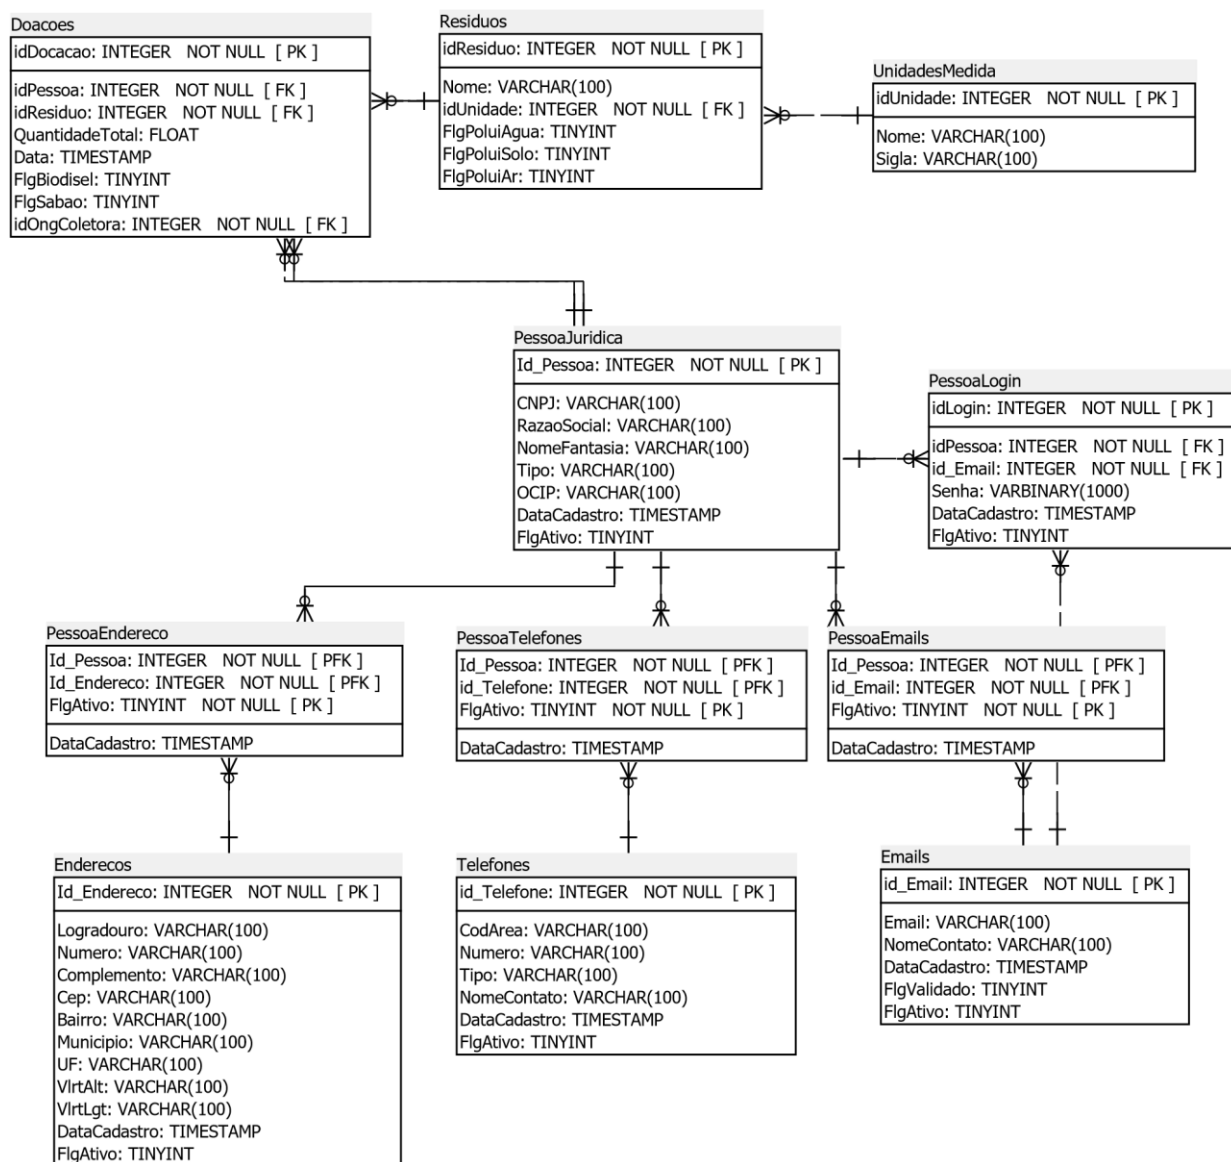 Doacoes
idDocacao: INTEGER NOT NULL [ PK ]
idPessoa: INTEGER NOT NULL [ FK ]
idResiduo: INTEGER NOT NULL [ FK ]
QuantidadeTotal: FLOAT
Data: TIMESTAMP
FlgBiodisel: TINYINT
FlgSabao: TINYINT
idOngColetora: INTEGER NOT NULL [ FK ]
Residuos
idResiduo: INTEGER NOT NULL [ PK ]
Nome: VARCHAR(100)
idUnidade: INTEGER NOT NULL [ FK ]
FlgPoluiAgua: TINYINT
FlgPoluiSolo: TINYINT
FlgPoluiAr: TINYINT
UnidadesMedida
idUnidade: INTEGER NOT NULL [ PK ]
Nome: VARCHAR(100)
Sigla: VARCHAR(100)
PessoaJuridica
Id_Pessoa: INTEGER NOT NULL [ PK ]
CNPJ: VARCHAR(100)
RazaoSocial: VARCHAR(100)
NomeFantasia: VARCHAR(100)
Tipo: VARCHAR(100)
OCIP: VARCHAR(100)
DataCadastro: TIMESTAMP
FlgAtivo: TINYINT
PessoaLogin
idLogin: INTEGER NOT NULL [ PK ]
idPessoa: INTEGER NOT NULL [ FK ]
id_Email: INTEGER NOT NULL [ FK ]
Senha: VARBINARY(1000)
DataCadastro: TIMESTAMP
FlgAtivo: TINYINT
PessoaEndereco
Id_Pessoa: INTEGER NOT NULL [ PFK ]
Id_Endereco: INTEGER NOT NULL [ PFK ]
FlgAtivo: TINYINT NOT NULL [ PK ]
DataCadastro: TIMESTAMP
PessoaTelefones
Id_Pessoa: INTEGER NOT NULL [ PFK ]
id_Telefone: INTEGER NOT NULL [ PFK ]
FlgAtivo: TINYINT NOT NULL [ PK ]
DataCadastro: TIMESTAMP
PessoaEmails
Id_Pessoa: INTEGER NOT NULL [ PFK ]
id_Email: INTEGER NOT NULL [ PFK ]
FlgAtivo: TINYINT NOT NULL [ PK ]
DataCadastro: TIMESTAMP
Enderecos
Id_Endereco: INTEGER NOT NULL [ PK ]
Logradouro: VARCHAR(100)
Numero: VARCHAR(100)
Complemento: VARCHAR(100)
Cep: VARCHAR(100)
Bairro: VARCHAR(100)
Municipio: VARCHAR(100)
UF: VARCHAR(100)
VlrtAlt: VARCHAR(100)
VlrtLgt: VARCHAR(100)
DataCadastro: TIMESTAMP
FlgAtivo: TINYINT
Telefones
id_Telefone: INTEGER NOT NULL [ PK ]
CodArea: VARCHAR(100)
Numero: VARCHAR(100)
Tipo: VARCHAR(100)
NomeContato: VARCHAR(100)
DataCadastro: TIMESTAMP
FlgAtivo: TINYINT
Emails
id_Email: INTEGER NOT NULL [ PK ]
Email: VARCHAR(100)
NomeContato: VARCHAR(100)
DataCadastro: TIMESTAMP
FlgValidado: TINYINT
FlgAtivo: TINYINT